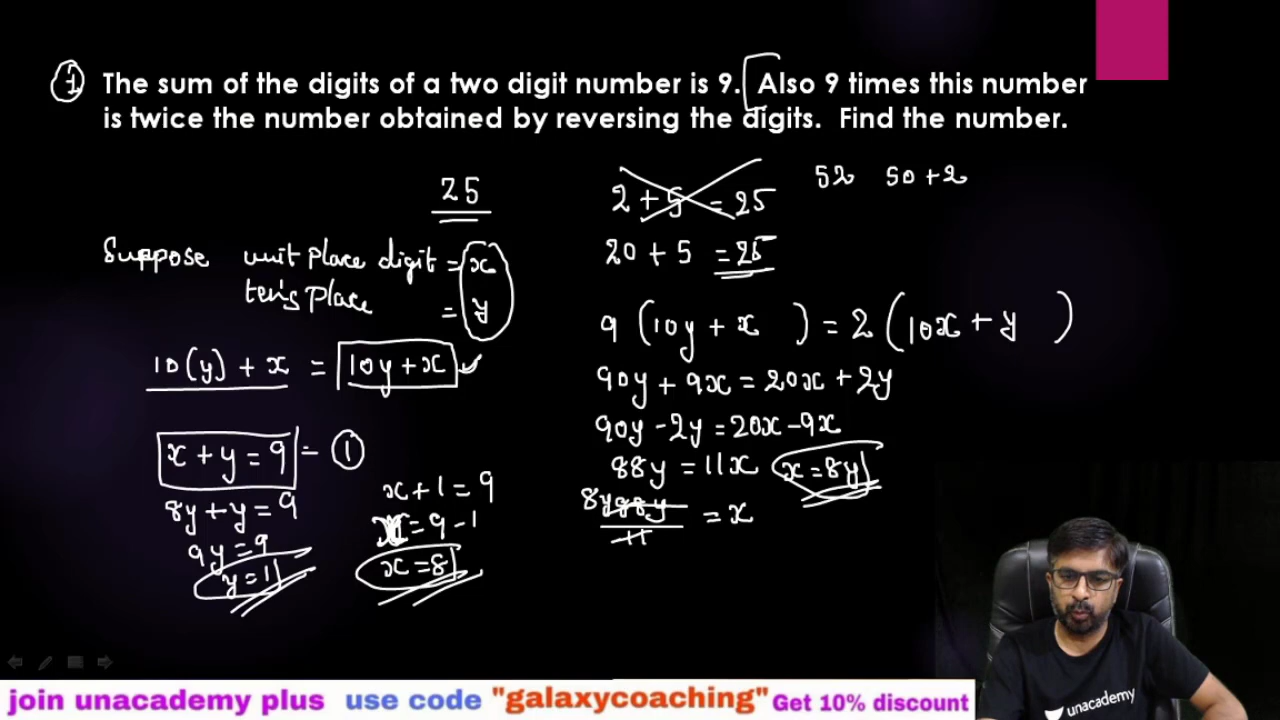 1 The sum of the digits of a two digit number is 9. Also 9 times this number
is twice the number obtained by reversing the digits. Find the number.
25
2 + 5 = 25
52 50 + 2
20 + 5 = 25
Suppose unit place digit = x
ten's place = y
10(y) + x = 10y + x
x + y = 9 - 1
8y + y = 9
9y = 9
y = 1
x + 1 = 9
x = 9 - 1
x = 8
9 (10y + x ) = 2 (10x + y )
90y + 9x = 20x + 2y
90y - 2y = 20x - 9x
88y = 11x x = 8y
8y 88y
11
= x
unacademy
join unacademy plus use code "galaxycoaching" Get 10% discount